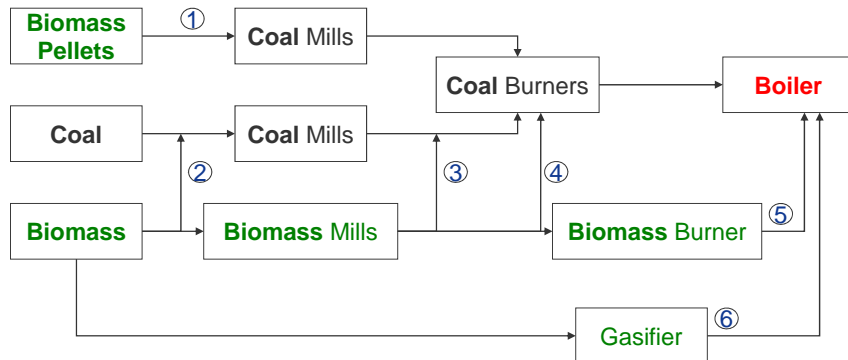 Biomass
Pellets
①
Coal Mills
Coal Burners
Boiler
Coal
Coal Mills
②
③
④
Biomass
Biomass Mills
Biomass Burner
⑤
Gasifier
⑥